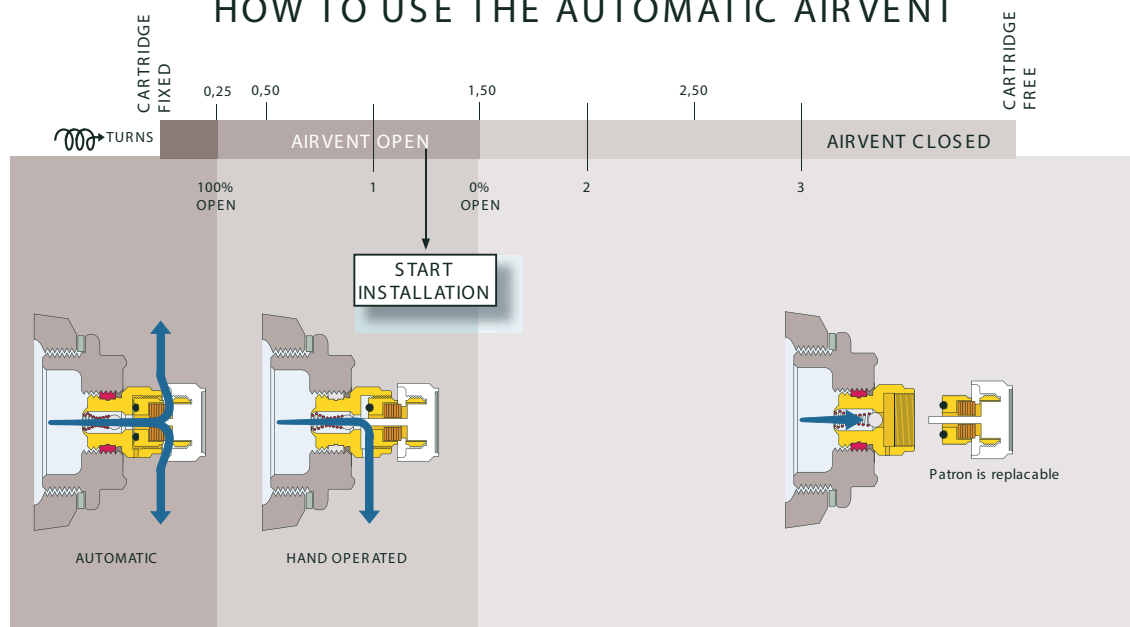 HOW TO USE THE AUTOMATIC AIRVENT
CARTRIDGE
FIXED
0,25
0,50
1,50
2,50
CARTRIDGE
FREE
TURNS
AIRVENT OPEN
AIRVENT CLOSED
100%
OPEN
1
0%
OPEN
2
3
START
INSTALLATION
Patron is replacable
AUTOMATIC
HAND OPERATED